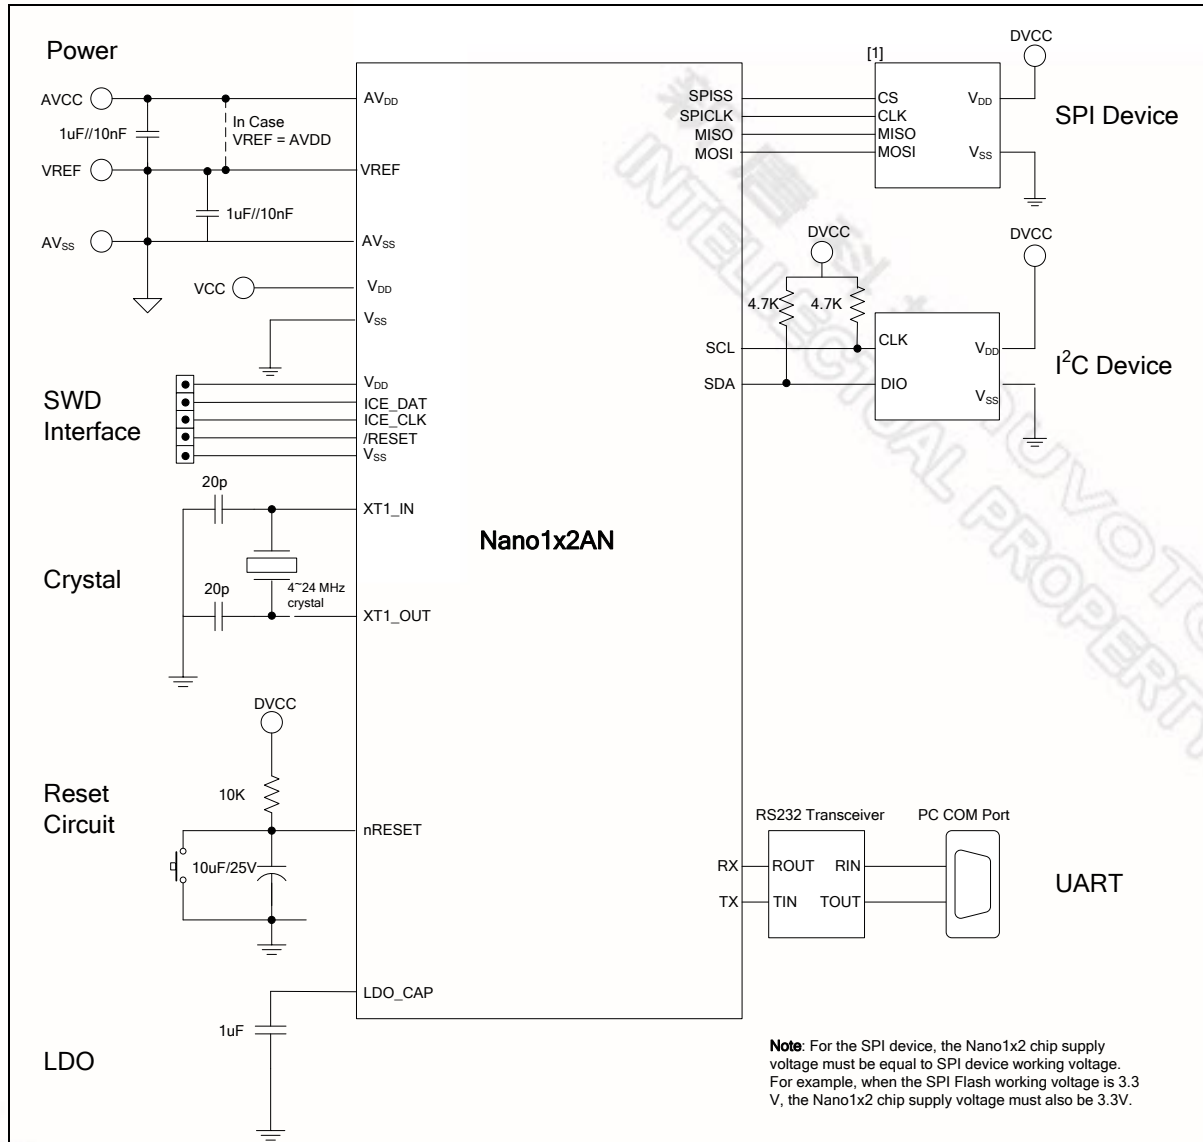 Power
AVCC
1uF//10nF
VREF
1uF//10nF
AVSS
In Case
VREF = AVDD
VCC
AVDD
VREF
AVSS
VDD
VSS
SWD
Interface
VDD
ICE_DAT
ICE_CLK
/RESET
VSS
Crystal
20p
20p
4~24 MHz
crystal
XT1_IN
XT1_OUT
Reset
Circuit
DVCC
10K
10uF/25V
nRESET
LDO
1uF
LDO_CAP
Nano1x2AN
SPISS
SPICLK
MISO
MOSI
[1]
CS
CLK
MISO
MOSI
VDD
VSS
DVCC
SPI Device
DVCC
4.7K
4.7K
SCL
SDA
CLK
DIO
VDD
VSS
DVCC
I2C Device
RS232 Transceiver
PC COM Port
RX
TX
ROUT
RIN
TIN
TOUT
UART
Note: For the SPI device, the Nano1x2 chip supply
voltage must be equal to SPI device working voltage.
For example, when the SPI Flash working voltage is 3.3
V, the Nano1x2 chip supply voltage must also be 3.3V.
INTELLECTUAL PROPERTY